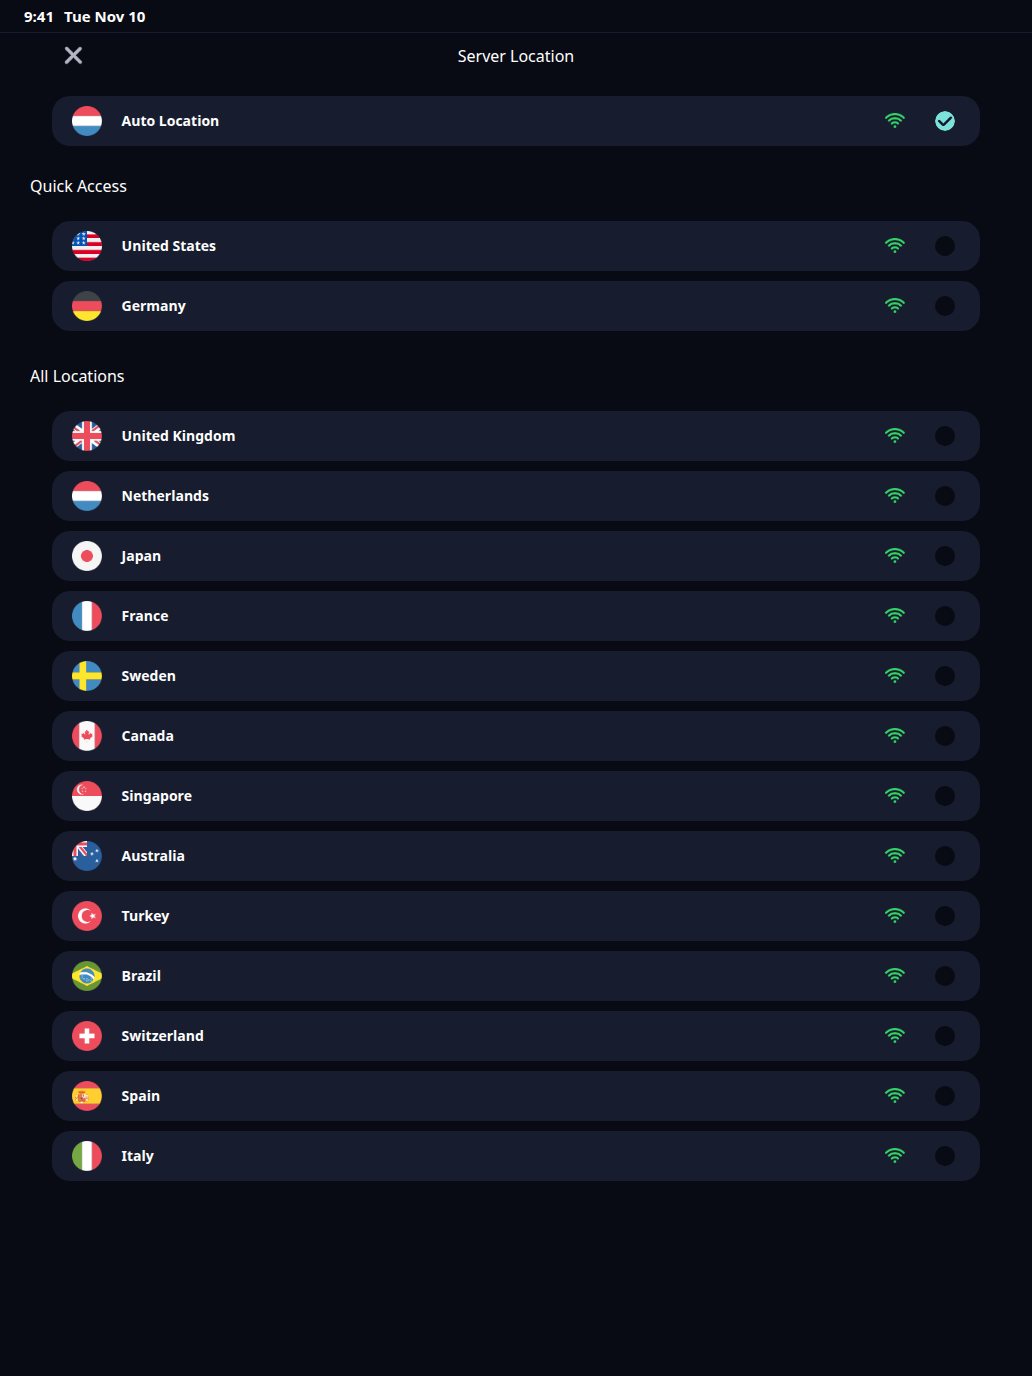 9:41 Tue Nov 10
Server Location
Auto Location
Quick Access
United States
Germany
All Locations
United Kingdom
Netherlands
Japan
France
Sweden
Canada
Singapore
Australia
Turkey
Brazil
Switzerland
Spain
Italy